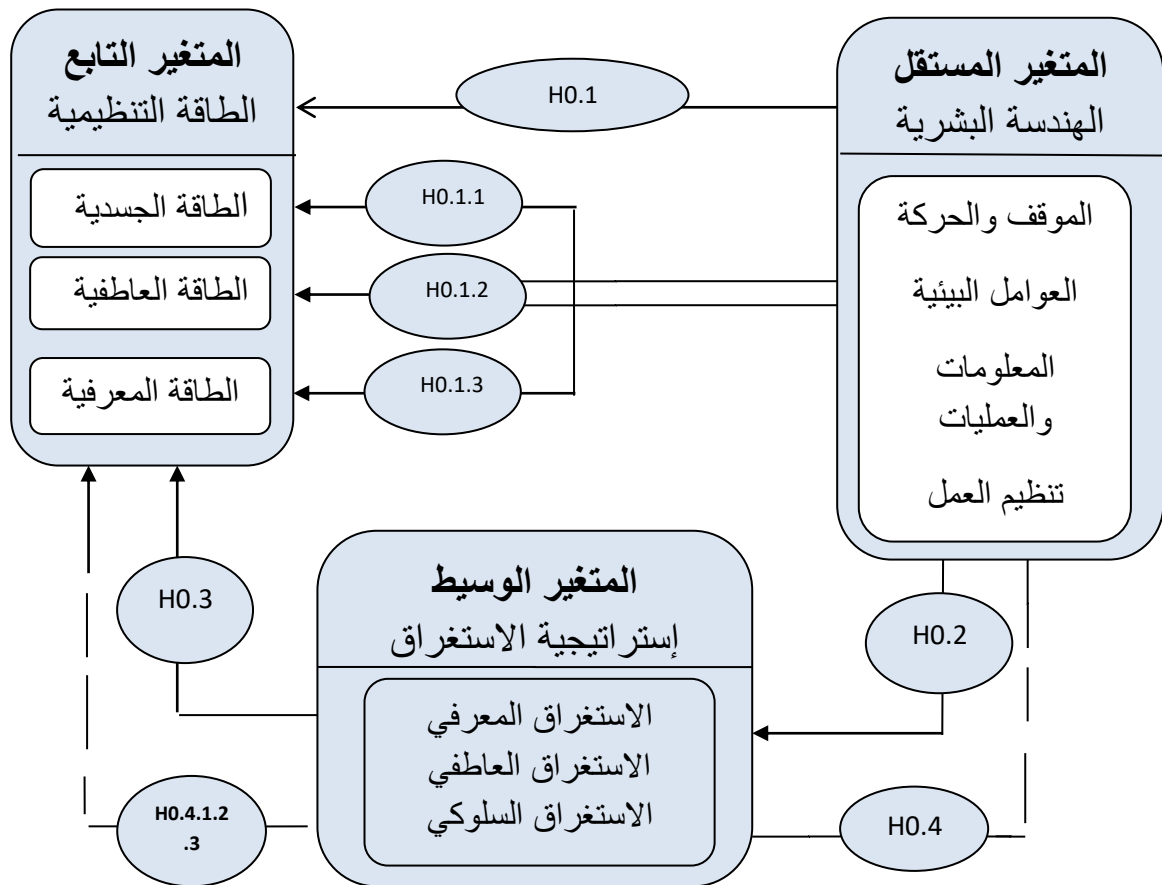 المتغير المستقل
الهندسة البشرية
الموقف والحركة
العوامل البيئية
المعلومات
والعمليات
تنظيم العمل
H0.1
H0.1.1
H0.1.2
H0.1.3
المتغير التابع
الطاقة التنظيمية
الطاقة الجسدية
الطاقة العاطفية
الطاقة المعرفية
H0.2
المتغير الوسيط
إستراتيجية الاستغراق
الاستغراق المعرفي
الاستغراق العاطفي
الاستغراق السلوكي
H0.3
H0.4
H0.4.1.2
.3